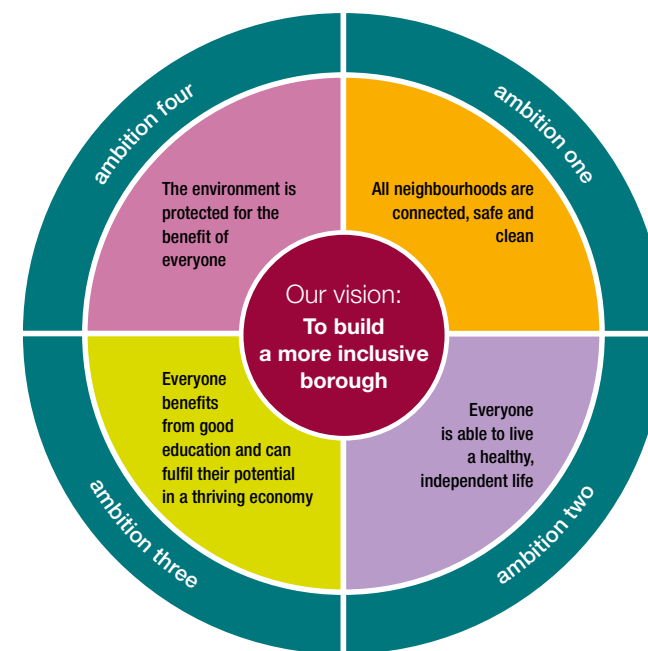 ambition four
The environment is
protected for the
benefit of
everyone
ambition one
All neighbourhoods are
connected, safe and
clean
Our vision:
To build
a more inclusive
borough
Everyone
benefits
from good
education and can
fulfil their potential
in a thriving economy
ambition three
Everyone
is able to live
a healthy,
independent life
ambition two